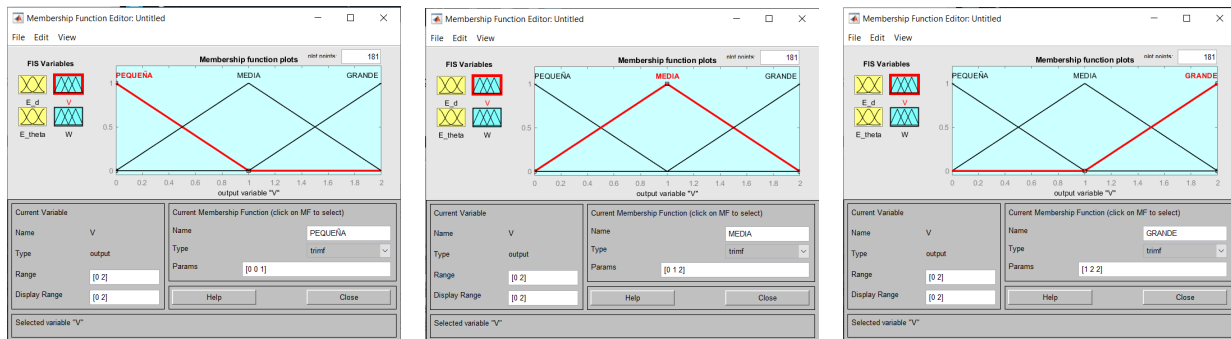 Membership Function Editor: Untitled
File Edit View
FIS Variables
Membership function plots
plot points:
181
PEQUEÑA MEDIA GRANDE
E_d V
E_theta W
1
0.5
0
0 0.2 0.4 0.6 0.8 1 1.2 1.4 1.6 1.8 2
output variable "V"
Current Variable
Name V
Type output
Range [0 2]
Display Range [0 2]
Current Membership Function (click on MF to select)
Name PEQUEÑA
Type trimf
Params [0 0 1]
Help Close
Selected variable "V"
Membership Function Editor: Untitled
File Edit View
FIS Variables
Membership function plots
plot points:
181
PEQUEÑA MEDIA GRANDE
E_d V
E_theta W
1
0.5
0
0 0.2 0.4 0.6 0.8 1 1.2 1.4 1.6 1.8 2
output variable "V"
Current Variable
Name V
Type output
Range [0 2]
Display Range [0 2]
Current Membership Function (click on MF to select)
Name MEDIA
Type trimf
Params [0 1 2]
Help Close
Selected variable "V"
Membership Function Editor: Untitled
File Edit View
FIS Variables
Membership function plots
plot points:
181
PEQUEÑA MEDIA GRANDE
E_d V
E_theta W
1
0.5
0
0 0.2 0.4 0.6 0.8 1 1.2 1.4 1.6 1.8 2
output variable "V"
Current Variable
Name V
Type output
Range [0 2]
Display Range [0 2]
Current Membership Function (click on MF to select)
Name GRANDE
Type trimf
Params [1 2 2]
Help Close
Selected variable "V"